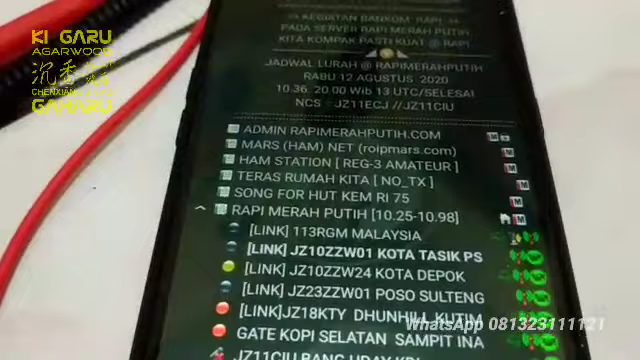 KI GARU
AGARWOOD
沉香
CHENXIANG
GAHARU
:: KEGIATAN BANKOM RAPI ::
PADA SERVER RAPI MERAH PUTIH
KITA KOMPAK PASTI KUAT @ RAPI
JADWAL LURAH @ RAPIMERAHPUTIH
RABU 12 AGUSTUS 2020
10.36. 20.00 Wib 13 UTC/SELESAI
NCS = JZ11ECJ //JZ11CIU
ADMIN RAPIMERAHPUTIH.COM
MARS (HAM) NET (roipmars.com)
HAM STATION [ REG-3 AMATEUR ]
TERAS RUMAH KITA [ NO_TX ]
SONG FOR HUT KEM RI 75
RAPI MERAH PUTIH [10.25-10.98]
[LINK] 113RGM MALAYSIA
[LINK] JZ10ZZW01 KOTA TASIK PS
[LINK] JZ10ZZW24 KOTA DEPOK
[LINK] JZ23ZZW01 POSO SULTENG
[LINK]JZ18KTY DHUNHILL KUTIM
WhatsApp 081323111121
GATE KOPI SELATAN SAMPIT INA
JZ11CIU BANG UDAY